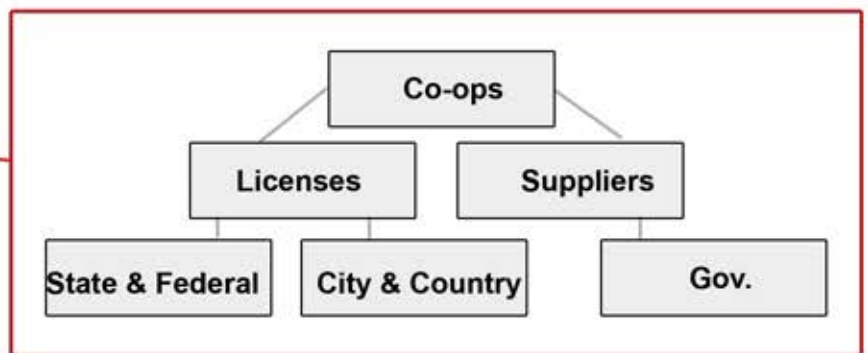 Co-ops
Licenses
Suppliers
State & Federal
City & Country
Gov.